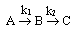 A →k₁ B →k₂ C